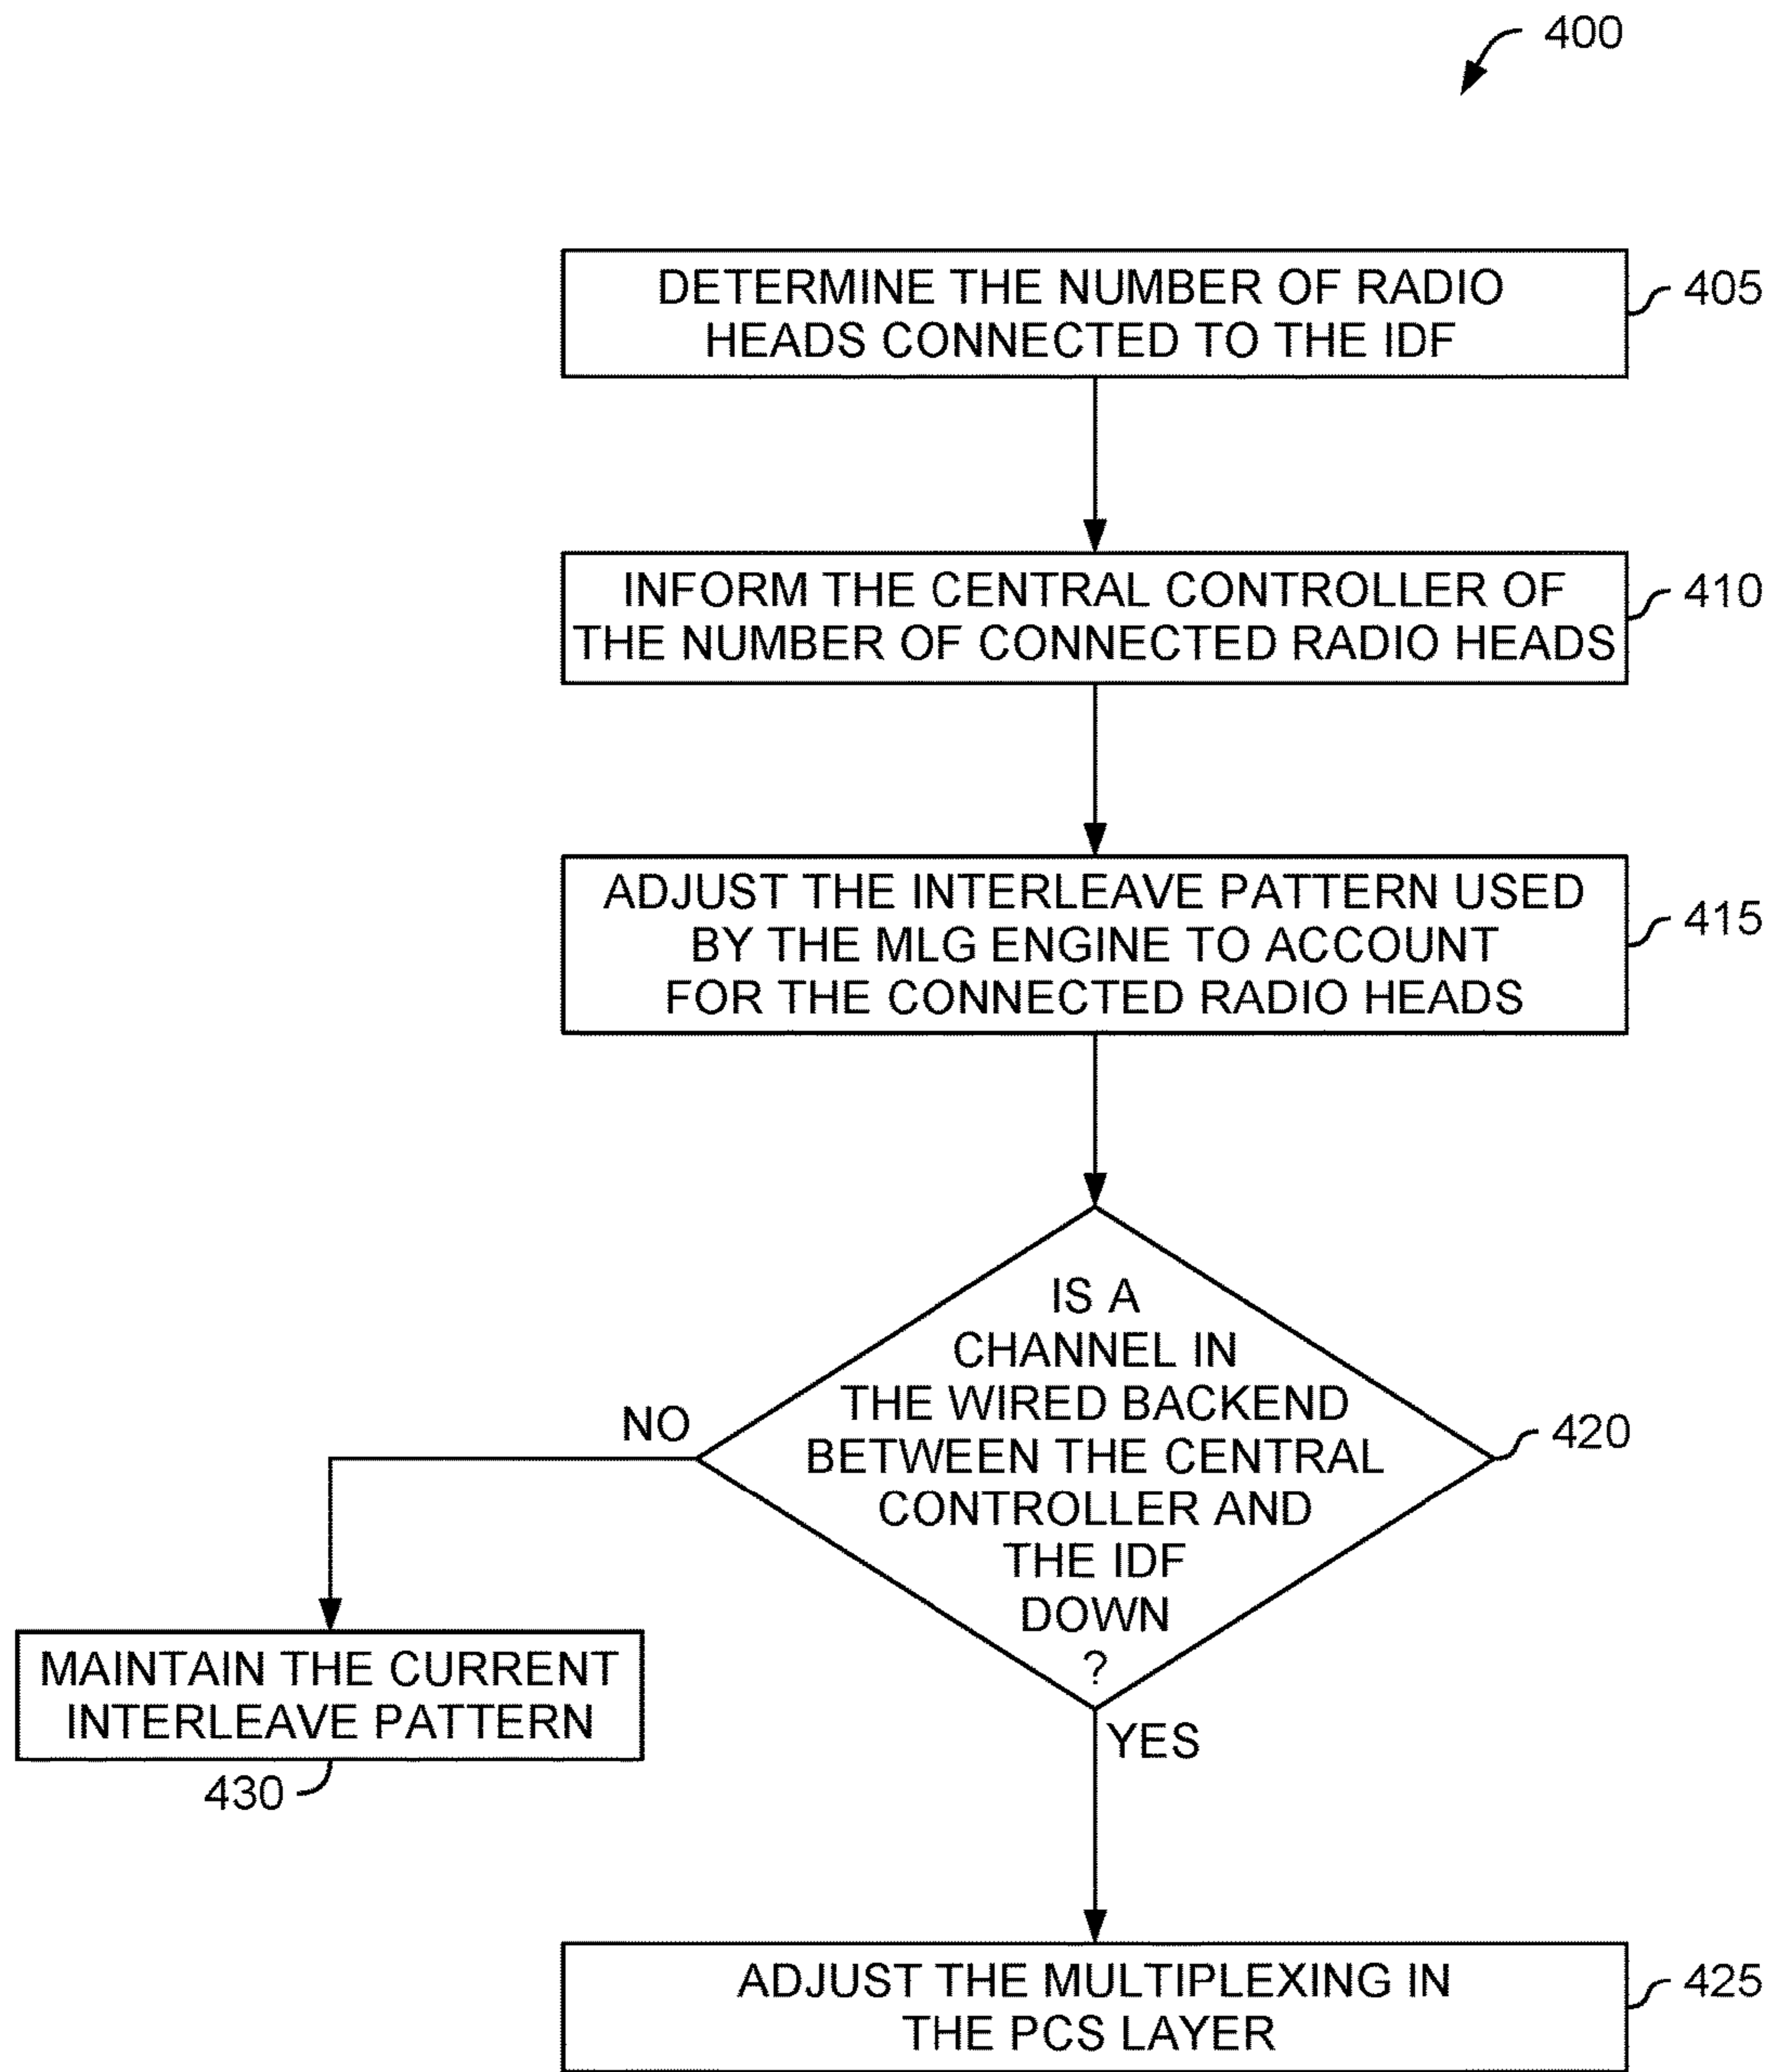 400
DETERMINE THE NUMBER OF RADIO
HEADS CONNECTED TO THE IDF
405
INFORM THE CENTRAL CONTROLLER OF
THE NUMBER OF CONNECTED RADIO HEADS
410
ADJUST THE INTERLEAVE PATTERN USED
BY THE MLG ENGINE TO ACCOUNT
FOR THE CONNECTED RADIO HEADS
415
IS A
CHANNEL IN
THE WIRED BACKEND
BETWEEN THE CENTRAL
CONTROLLER AND
THE IDF
DOWN
?
420
NO
MAINTAIN THE CURRENT
INTERLEAVE PATTERN
430
YES
ADJUST THE MULTIPLEXING IN
THE PCS LAYER
425